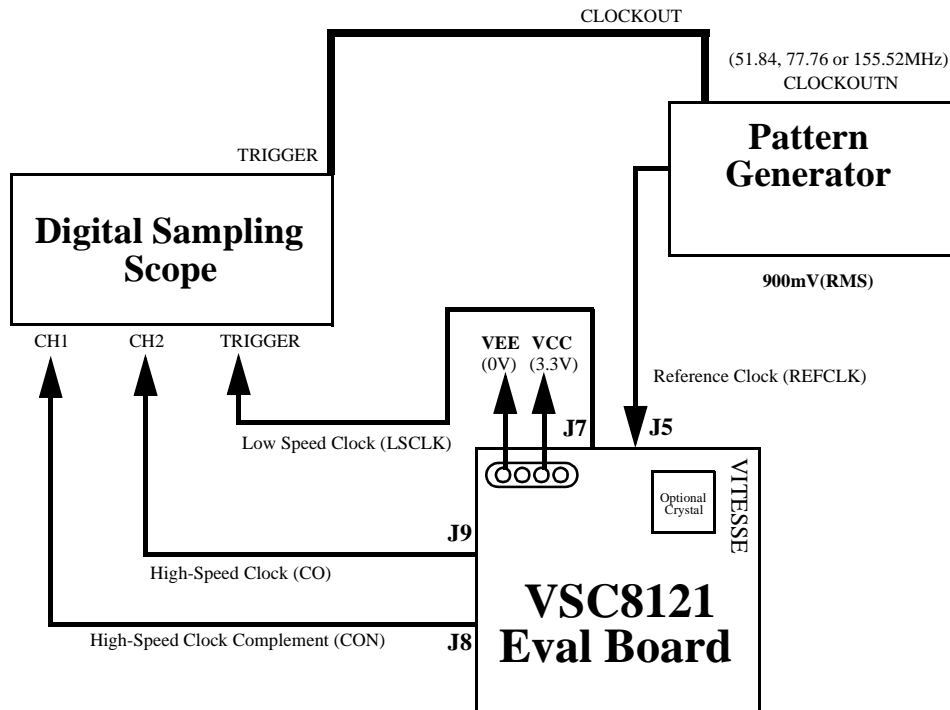 CLOCKOUT
(51.84, 77.76 or 155.52MHz)
CLOCKOUTN
Pattern
Generator
TRIGGER
Digital Sampling
Scope
900mV(RMS)
CH1
CH2
TRIGGER
VEE
(0V)
VCC
(3.3V)
Reference Clock (REFCLK)
Low Speed Clock (LSCLK)
J7
J5
Optional
Crystal
VITESSE
J9
High-Speed Clock (CO)
VSC8121
Eval Board
High-Speed Clock Complement (CON)
J8